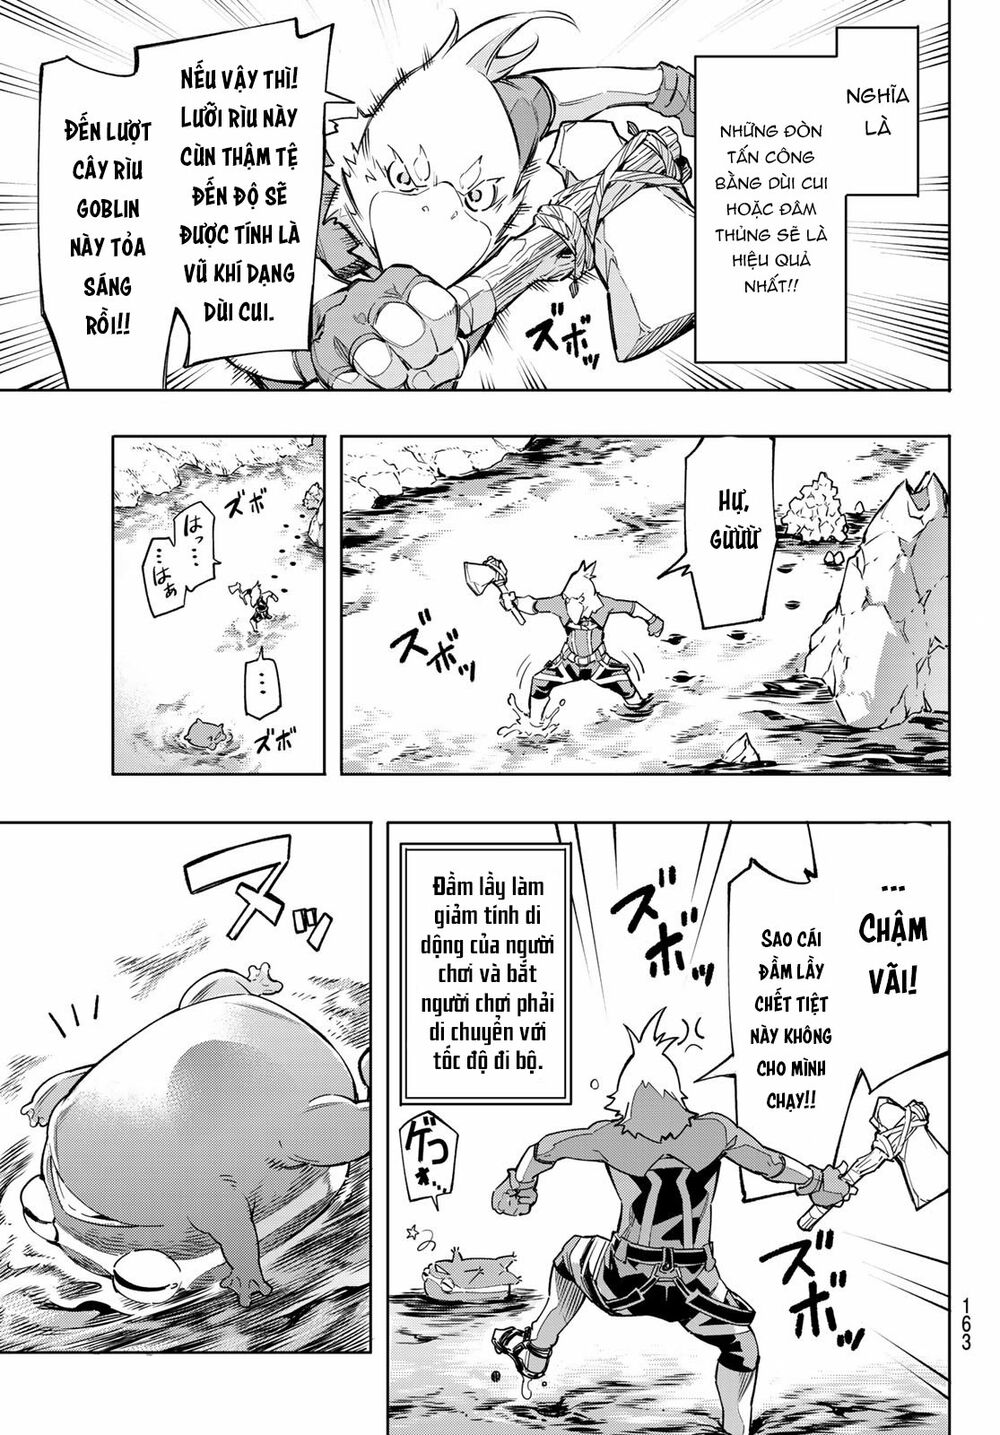 NGHĨA
LÀ
NHỮNG ĐÒN
TẤN CÔNG
BẰNG DÙI CUI
HOẶC ĐÂM
THỦNG SẼ LÀ
HIỆU QUẢ
NHẤT!!
NẾU VẬY THÌ!
LƯỠI RÌU NÀY
CÙN THẬM TỆ
ĐẾN ĐỘ SẼ
ĐƯỢC TÍNH LÀ
VŨ KHÍ DẠNG
DÙI CUI.
ĐẾN LƯỢT
CÂY RÌU
GOBLIN
NÀY TỎA
SÁNG
RỒI!!
ズボッ
HỰ,
GỪỪỪ
ズボッ
ズボ
はっ…
…はぁ
…
ズボ
...
CHẬM
VÃI!
SAO CÁI
ĐẦM LẦY
CHẾT TIỆT
NÀY KHÔNG
CHO MÌNH
CHẠY!!
ズボッ
Đầm lầy làm
giảm tính di
dộng của người
chơi và bắt
người chợi phải
di chuyển với
tốc độ đi bộ.
ゲコ…
ズボッ
ヌッ
163